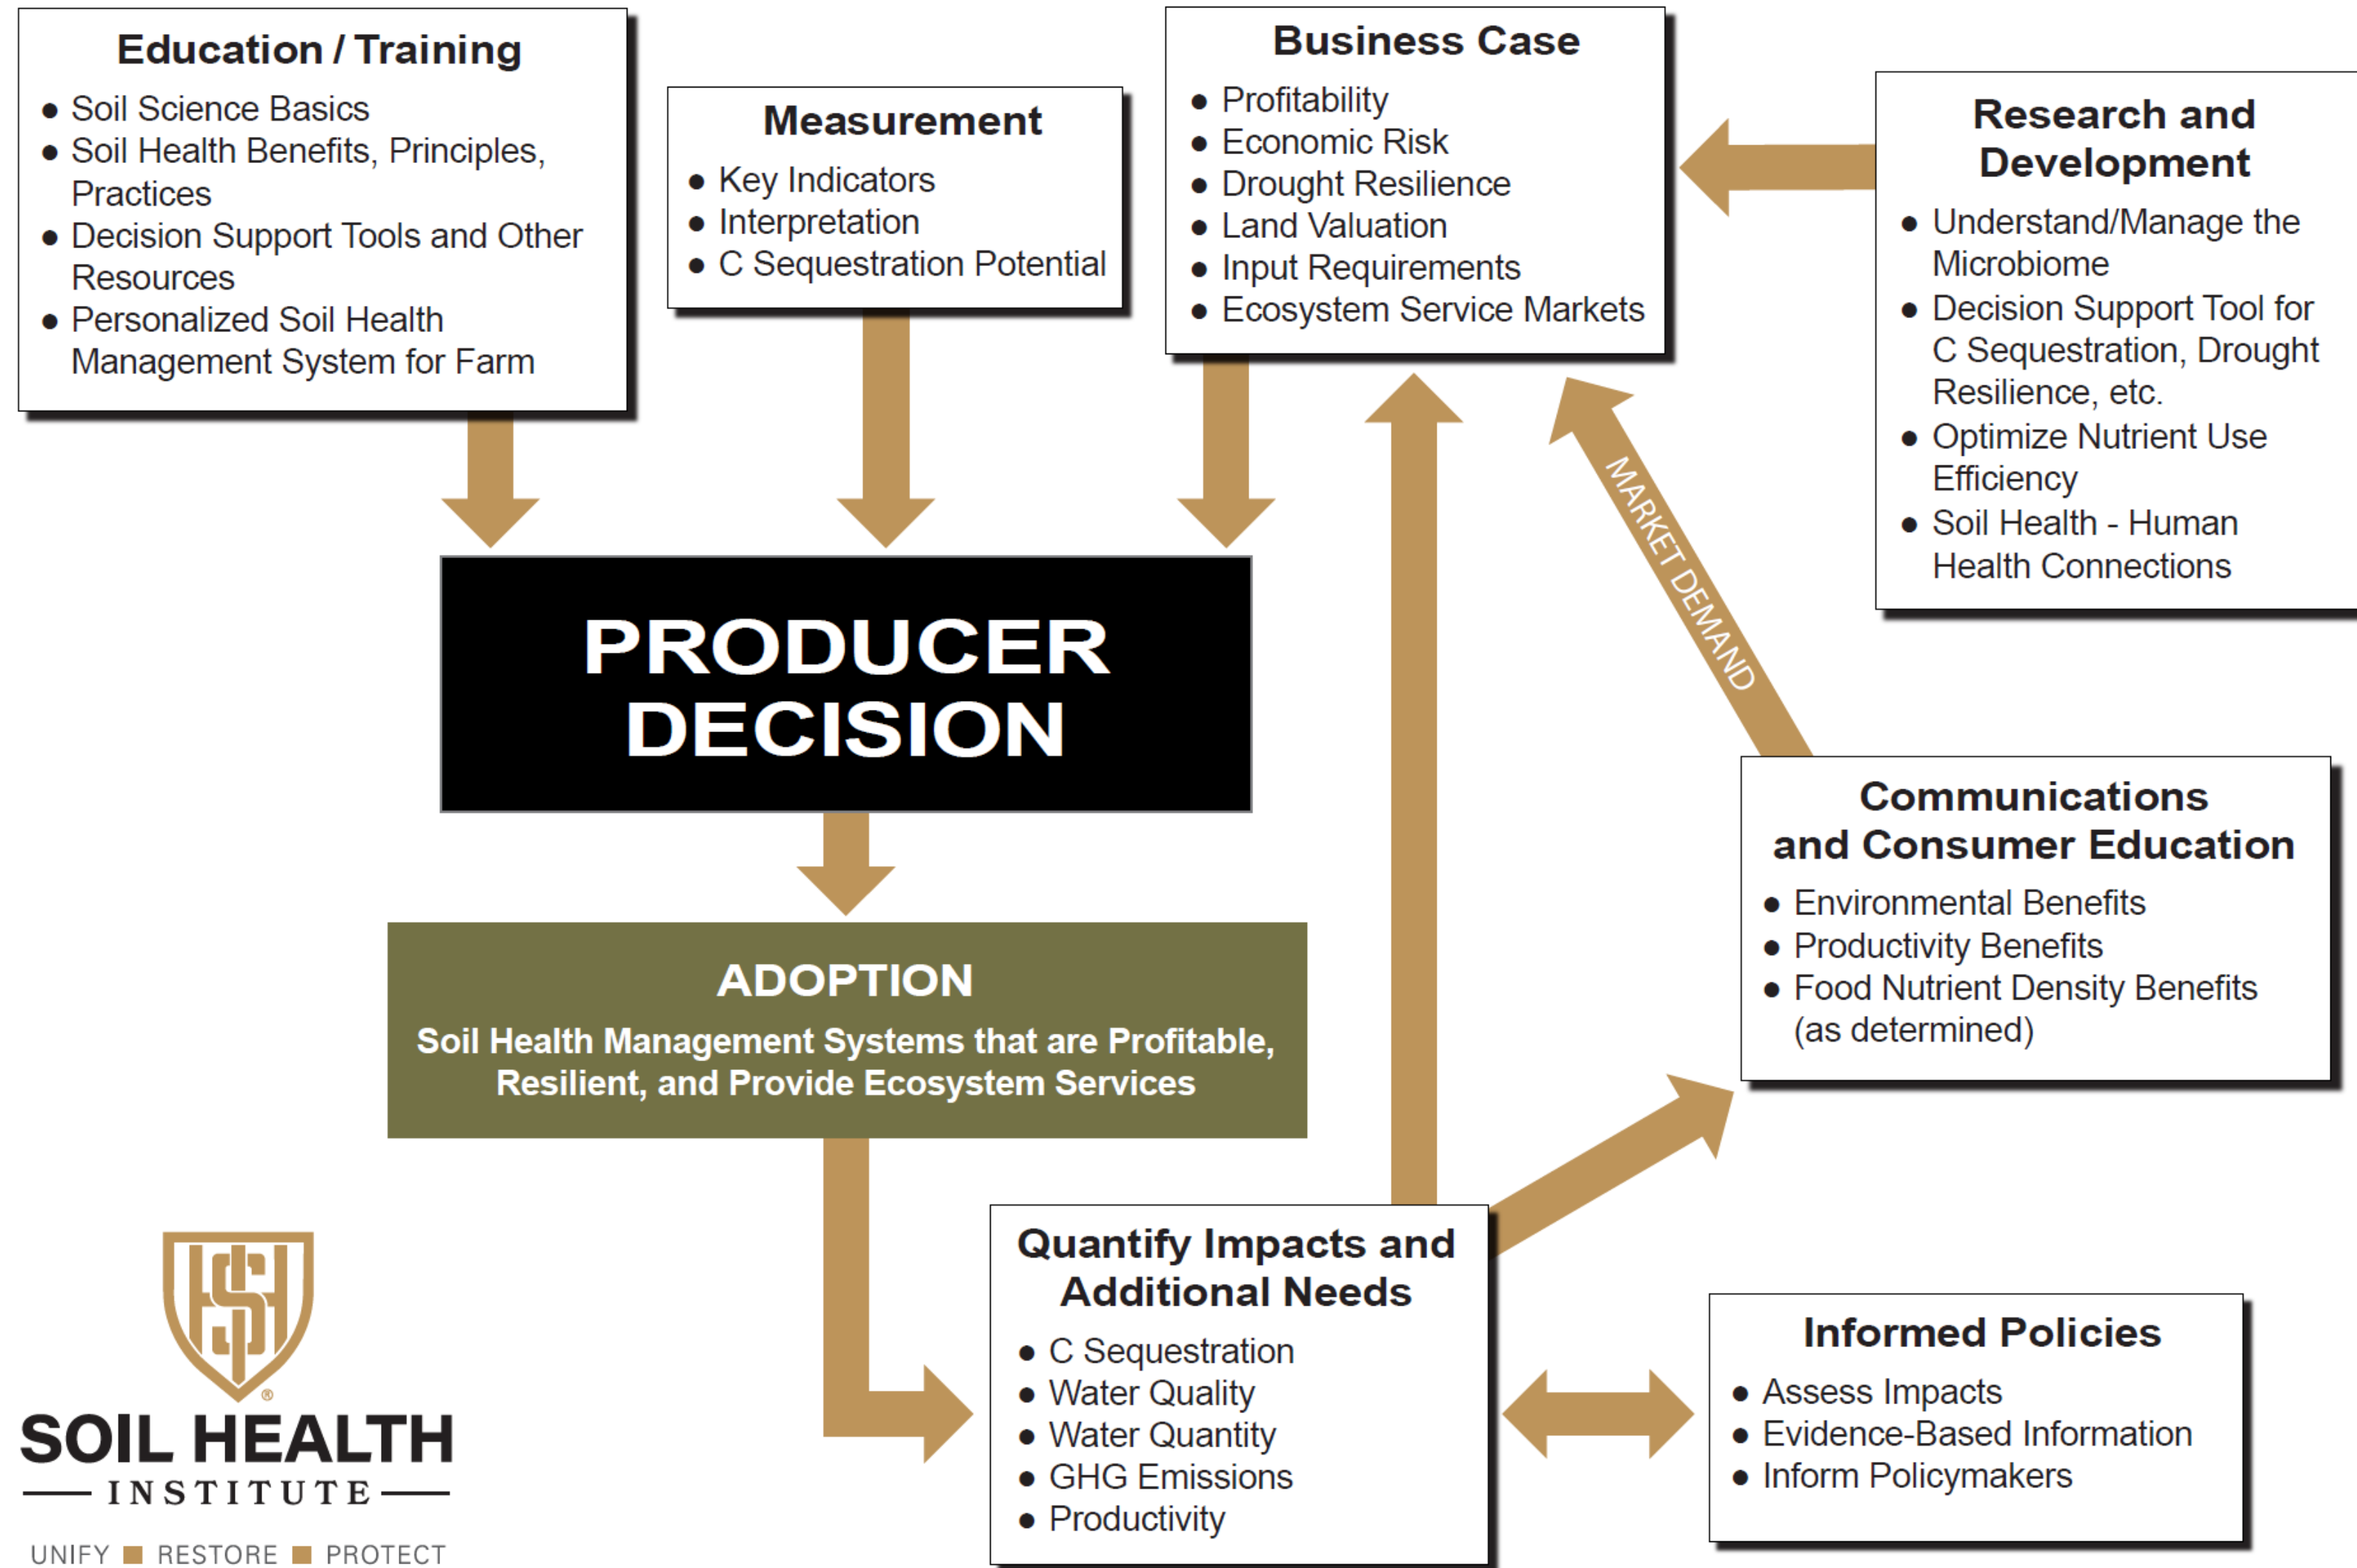 Education / Training
● Soil Science Basics
● Soil Health Benefits, Principles,
Practices
● Decision Support Tools and Other
Resources
● Personalized Soil Health
Management System for Farm
Measurement
● Key Indicators
● Interpretation
● C Sequestration Potential
Business Case
● Profitability
● Economic Risk
● Drought Resilience
● Land Valuation
● Input Requirements
● Ecosystem Service Markets
Research and
Development
● Understand/Manage the
Microbiome
● Decision Support Tool for
C Sequestration, Drought
Resilience, etc.
● Optimize Nutrient Use
Efficiency
● Soil Health - Human
Health Connections
MARKET DEMAND
PRODUCER
DECISION
Communications
and Consumer Education
● Environmental Benefits
● Productivity Benefits
● Food Nutrient Density Benefits
(as determined)
ADOPTION
Soil Health Management Systems that are Profitable,
Resilient, and Provide Ecosystem Services
Quantify Impacts and
Additional Needs
● C Sequestration
● Water Quality
● Water Quantity
● GHG Emissions
● Productivity
Informed Policies
● Assess Impacts
● Evidence-Based Information
● Inform Policymakers
SHI
®
SOIL HEALTH
INSTITUTE
UNIFY ■ RESTORE ■ PROTECT